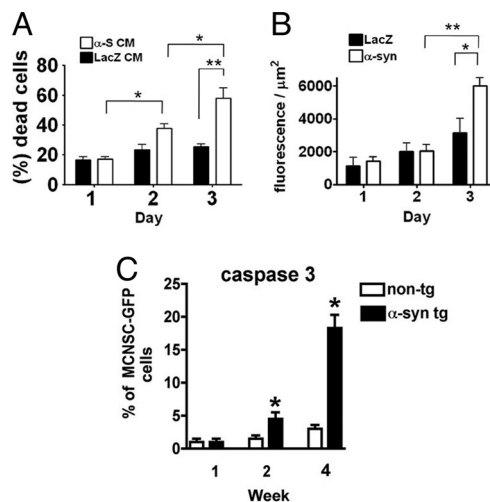 A
α-S CM
LacZ CM
*
**
*
(%) dead cells
80
60
40
20
0
1 2 3
Day
B
LacZ
α-syn
**
*
fluorescence / μm²
6000
4000
2000
0
1 2 3
Day
C
caspase 3
non-tg
α-syn tg
*
*
% of MCNSC-GFP
cells
25
20
15
10
5
0
1 2 4
Week